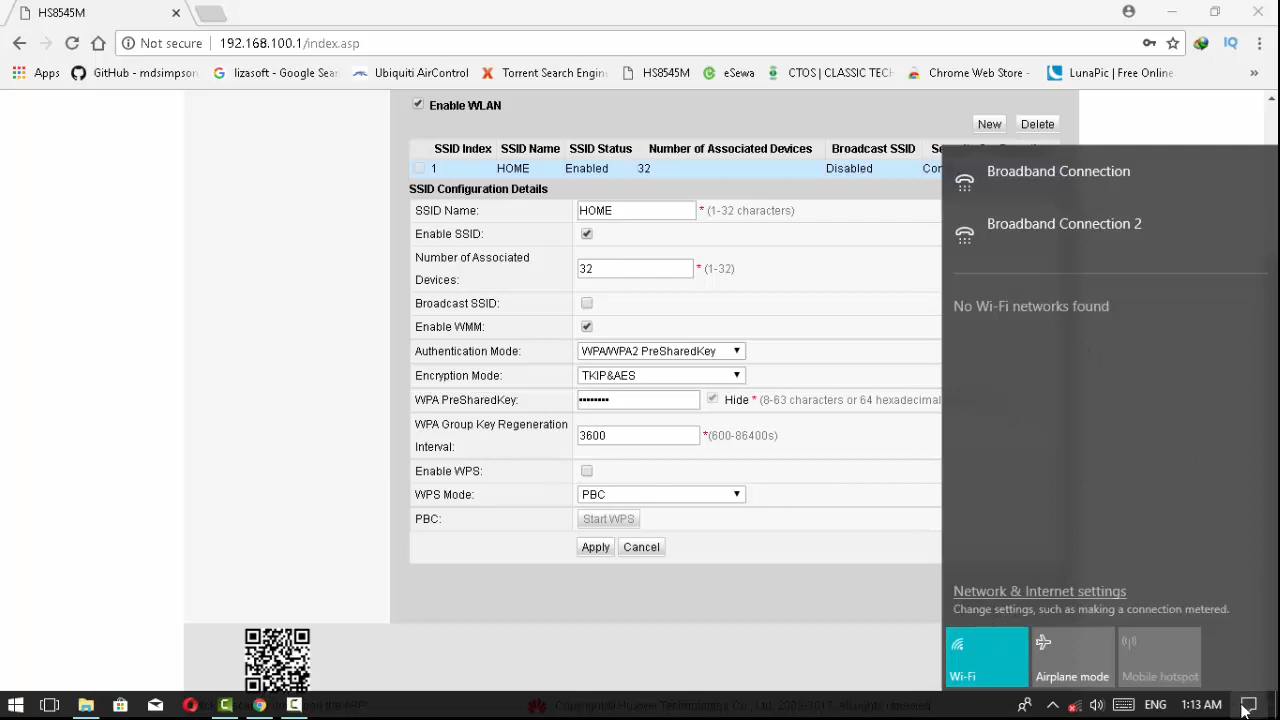 HS8545M
Not secure | 192.168.100.1/index.asp
IQ
Apps GitHub - mdsimpson lizasoft - Google Sear Ubiquiti AirControl Torrent Search Engin HS8545M eSewa CTOS | CLASSIC TECH Chrome Web Store - LunaPic | Free Online »
Enable WLAN
New Delete
SSID Index SSID Name SSID Status Number of Associated Devices Broadcast SSID
1 HOME Enabled 32 Disabled Con
SSID Configuration Details
SSID Name: HOME * (1-32 characters)
Enable SSID:
Number of Associated
Devices: 32 * (1-32)
Broadcast SSID:
Enable WMM:
Authentication Mode: WPA/WPA2 PreSharedKey
Encryption Mode: TKIP&AES
WPA PreSharedKey: •••••••• Hide * (8-63 characters or 64 hexadecimal
WPA Group Key Regeneration
Interval: 3600 *(600-86400s)
Enable WPS:
WPS Mode: PBC
PBC: Start WPS
Apply Cancel
Broadband Connection
Broadband Connection 2
No Wi-Fi networks found
Network & Internet settings
Change settings, such as making a connection metered.
Wi-Fi Airplane mode Mobile hotspot
ENG 1:13 AM